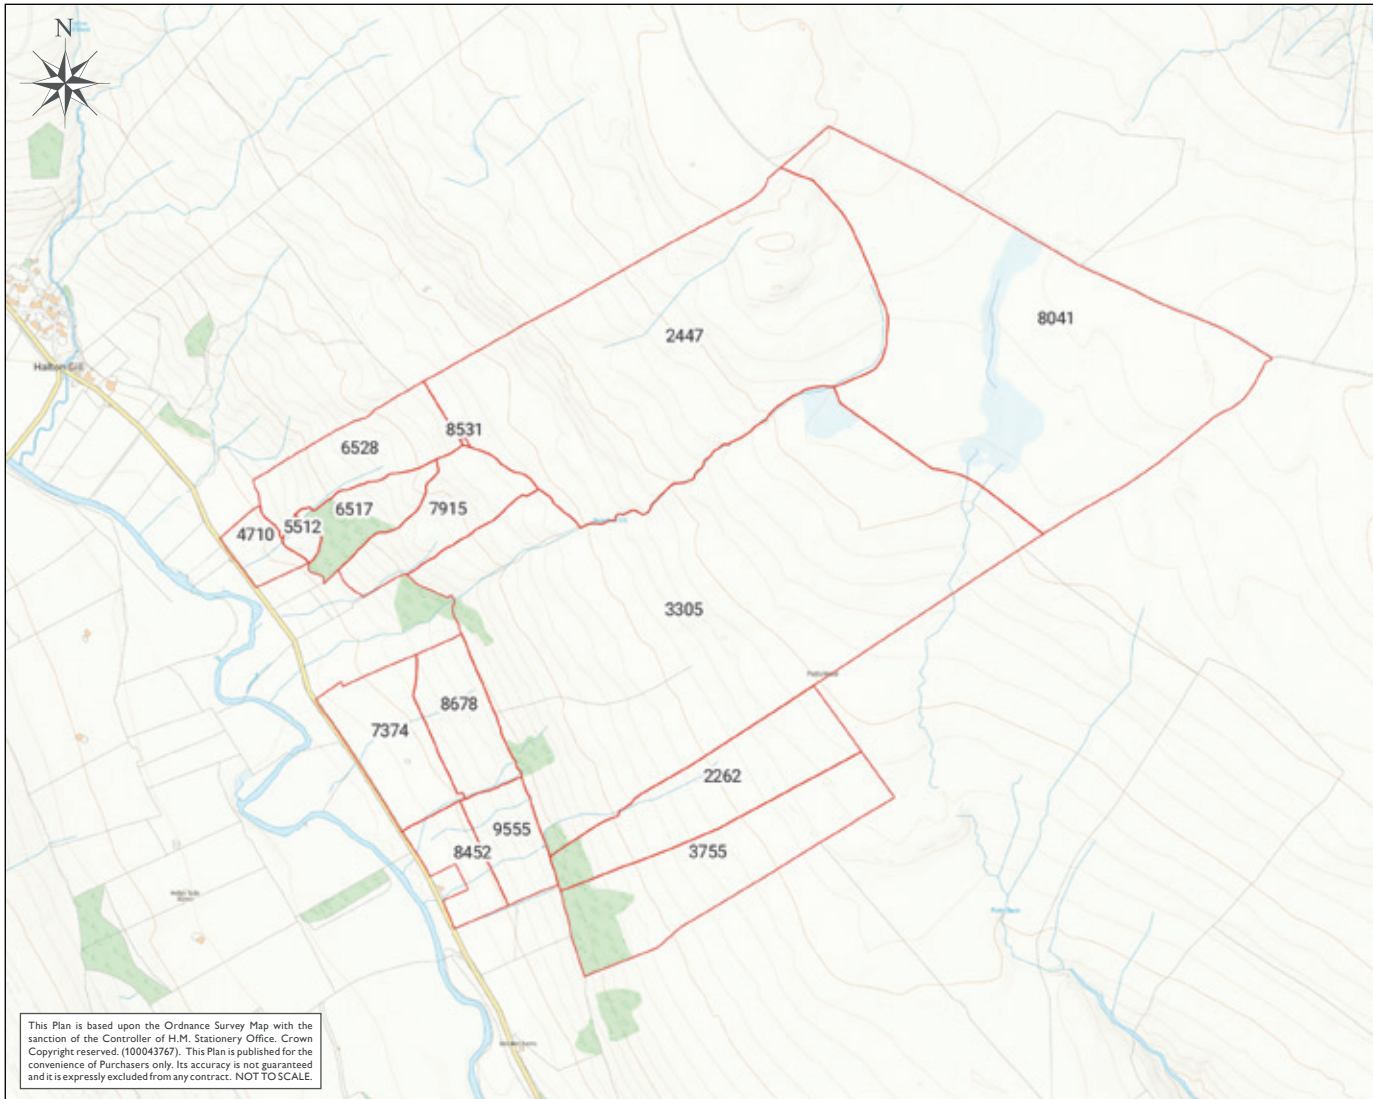 N
8041
2447
Halton Gill
8531
6528
6517
7915
5512
4710
3305
8678
7374
2262
9555
8452
3755
This Plan is based upon the Ordnance Survey Map with the
sanction of the Controller of H.M. Stationery Office. Crown
Copyright reserved. (100043767). This Plan is published for the
convenience of Purchasers only. Its accuracy is not guaranteed
and it is expressly excluded from any contract. NOT TO SCALE.